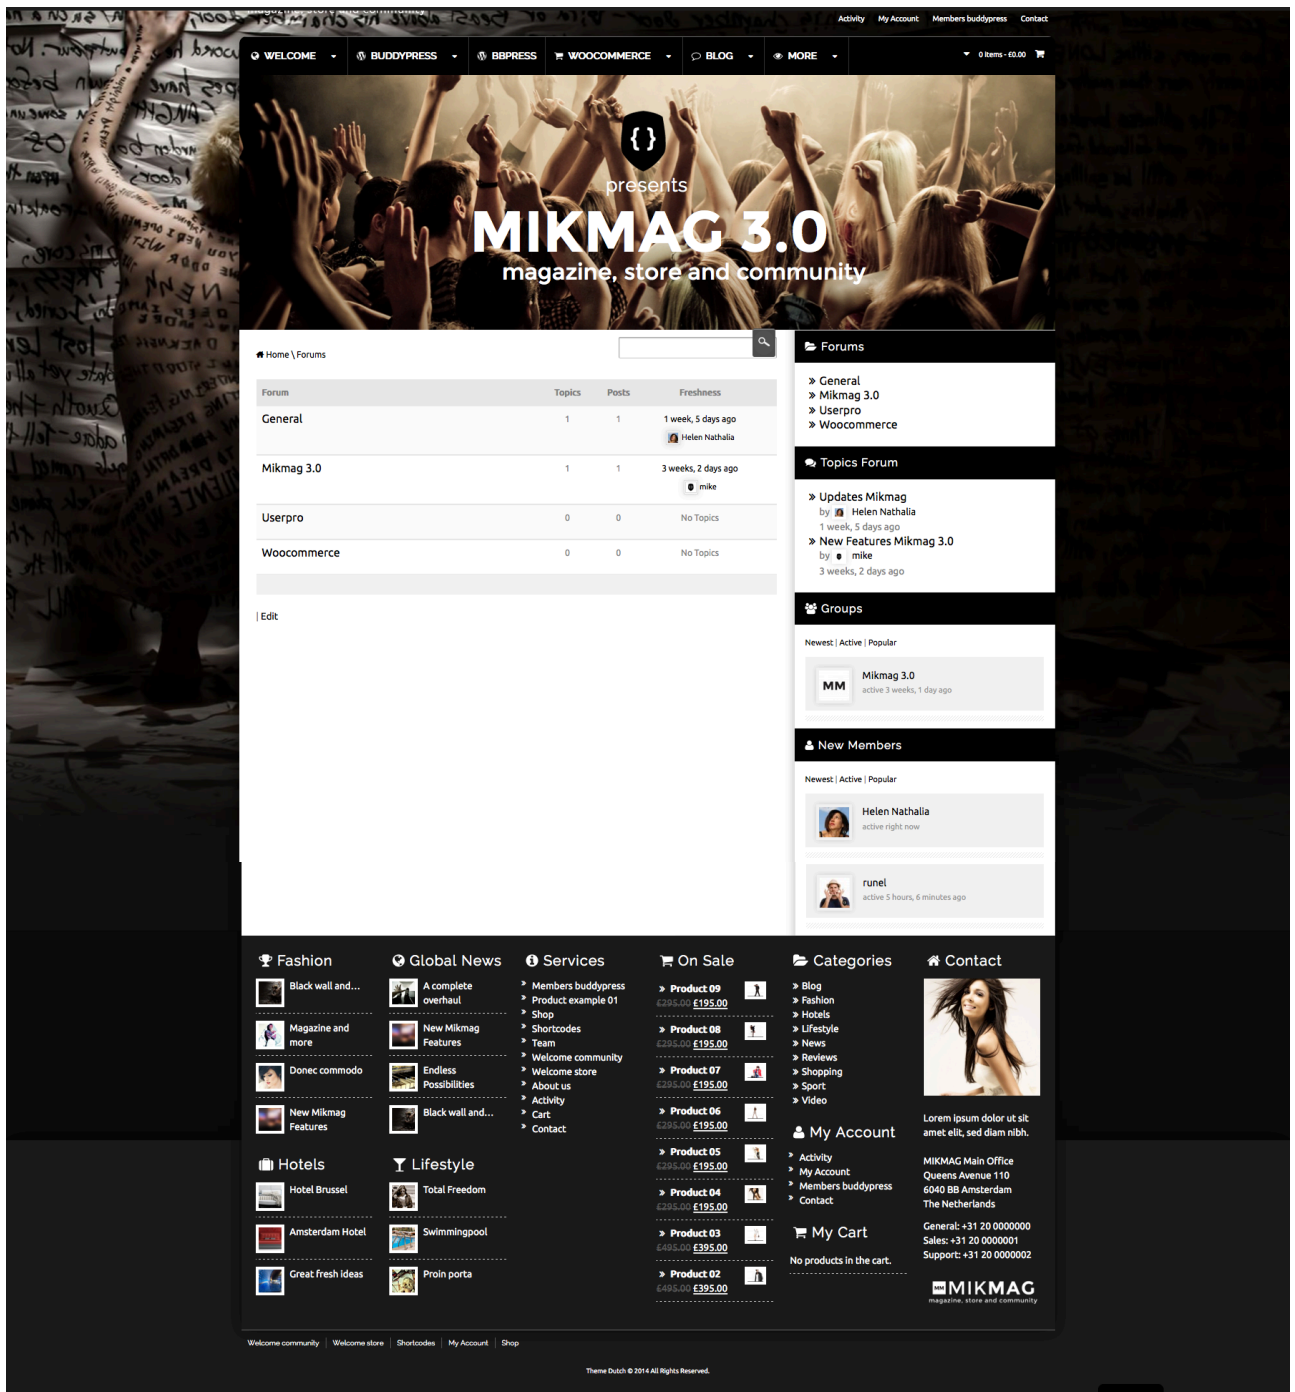 magazine, store and community
Activity My Account Members buddypress Contact
WELCOME BUDDYPRESS BBPRESS WOOCOMMERCE BLOG MORE 0 items - £0.00
{ }
presents
MIKMAG 3.0
magazine, store and community
Home \ Forums
Forum Topics Posts Freshness
General 1 1 1 week, 5 days ago
Helen Nathalia
Mikmag 3.0 1 1 3 weeks, 2 days ago
mike
Userpro 0 0 No Topics
Woocommerce 0 0 No Topics
| Edit
Forums
» General
» Mikmag 3.0
» Userpro
» Woocommerce
Topics Forum
» Updates Mikmag
by Helen Nathalia
1 week, 5 days ago
» New Features Mikmag 3.0
by mike
3 weeks, 2 days ago
Groups
Newest | Active | Popular
MM
Mikmag 3.0
active 3 weeks, 1 day ago
New Members
Newest | Active | Popular
Helen Nathalia
active right now
runel
active 5 hours, 6 minutes ago
Fashion
Black wall and...
Magazine and
more
Donec commodo
New Mikmag
Features
Hotels
Hotel Brussel
Amsterdam Hotel
Great fresh ideas
Global News
A complete
overhaul
New Mikmag
Features
Endless
Possibilities
Black wall and...
Lifestyle
Total Freedom
Swimmingpool
Proin porta
Services
» Members buddypress
» Product example 01
» Shop
» Shortcodes
» Team
» Welcome community
» Welcome store
» About us
» Activity
» Cart
» Contact
On Sale
» Product 09
£295.00 £195.00
» Product 08
£295.00 £195.00
» Product 07
£295.00 £195.00
» Product 06
£295.00 £195.00
» Product 05
£295.00 £195.00
» Product 04
£295.00 £195.00
» Product 03
£495.00 £395.00
» Product 02
£495.00 £395.00
Categories
» Blog
» Fashion
» Hotels
» Lifestyle
» News
» Reviews
» Shopping
» Sport
» Video
My Account
» Activity
» My Account
» Members buddypress
» Contact
My Cart
No products in the cart.
Contact
Lorem ipsum dolor ut sit
amet elit, sed diam nibh.
MIKMAG Main Office
Queens Avenue 110
6040 BB Amsterdam
The Netherlands
General: +31 20 0000000
Sales: +31 20 0000001
Support: +31 20 0000002
MM MIKMAG
magazine, store and community
Welcome community | Welcome store | Shortcodes | My Account | Shop
Theme Dutch © 2014 All Rights Reserved.